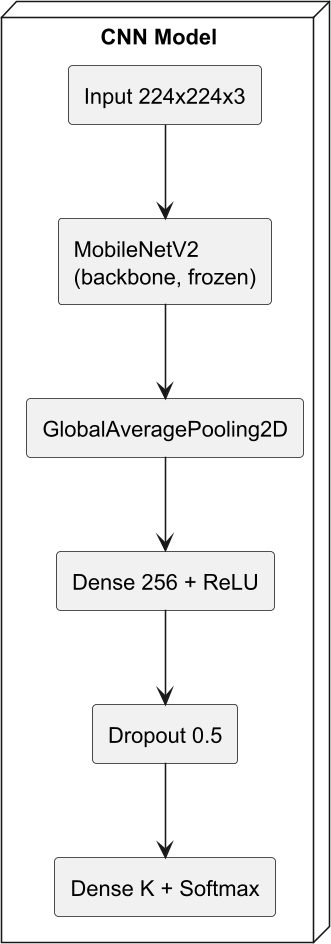 CNN Model
Input 224x224x3
MobileNetV2
(backbone, frozen)
GlobalAveragePooling2D
Dense 256 + ReLU
Dropout 0.5
Dense K + Softmax